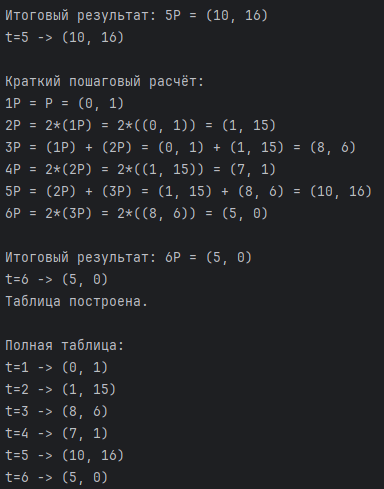 Итоговый результат: 5P = (10, 16)
t=5 -> (10, 16)
Краткий пошаговый расчёт:
1P = P = (0, 1)
2P = 2*(1P) = 2*((0, 1)) = (1, 15)
3P = (1P) + (2P) = (0, 1) + (1, 15) = (8, 6)
4P = 2*(2P) = 2*((1, 15)) = (7, 1)
5P = (2P) + (3P) = (1, 15) + (8, 6) = (10, 16)
6P = 2*(3P) = 2*((8, 6)) = (5, 0)
Итоговый результат: 6P = (5, 0)
t=6 -> (5, 0)
Таблица построена.
Полная таблица:
t=1 -> (0, 1)
t=2 -> (1, 15)
t=3 -> (8, 6)
t=4 -> (7, 1)
t=5 -> (10, 16)
t=6 -> (5, 0)